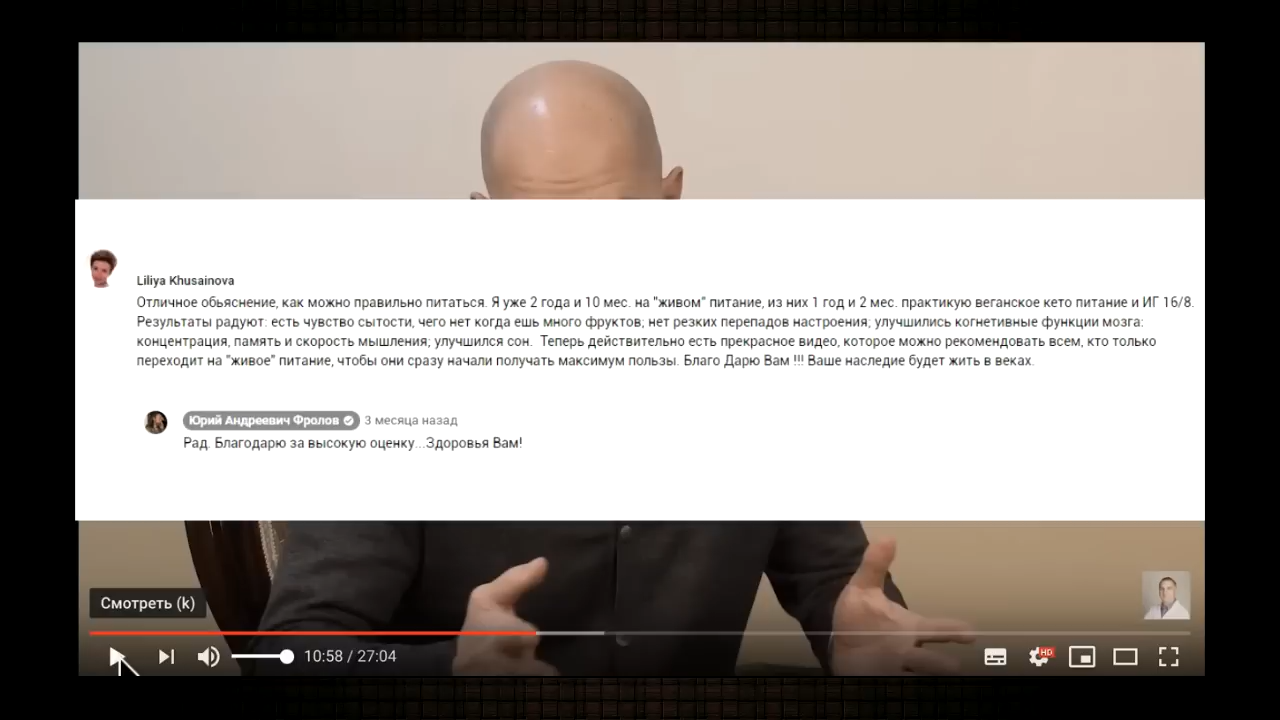 Liliya Khusainova
Отличное обьяснение, как можно правильно питаться. Я уже 2 года и 10 мес. на "живом" питание, из них 1 год и 2 мес. практикую веганское кето питание и ИГ 16/8.
Результаты радуют: есть чувство сытости, чего нет когда ешь много фруктов; нет резких перепадов настроения; улучшились когнетивные функции мозга:
концентрация, память и скорость мышления; улучшился сон. Теперь действительно есть прекрасное видео, которое можно рекомендовать всем, кто только
переходит на "живое" питание, чтобы они сразу начали получать максимум пользы. Благо Дарю Вам !!! Ваше наследие будет жить в веках.
Юрий Андреевич Фролов 3 месяца назад
Рад. Благодарю за высокую оценку...Здоровья Вам!
Смотреть (k)
10:58 / 27:04
HD